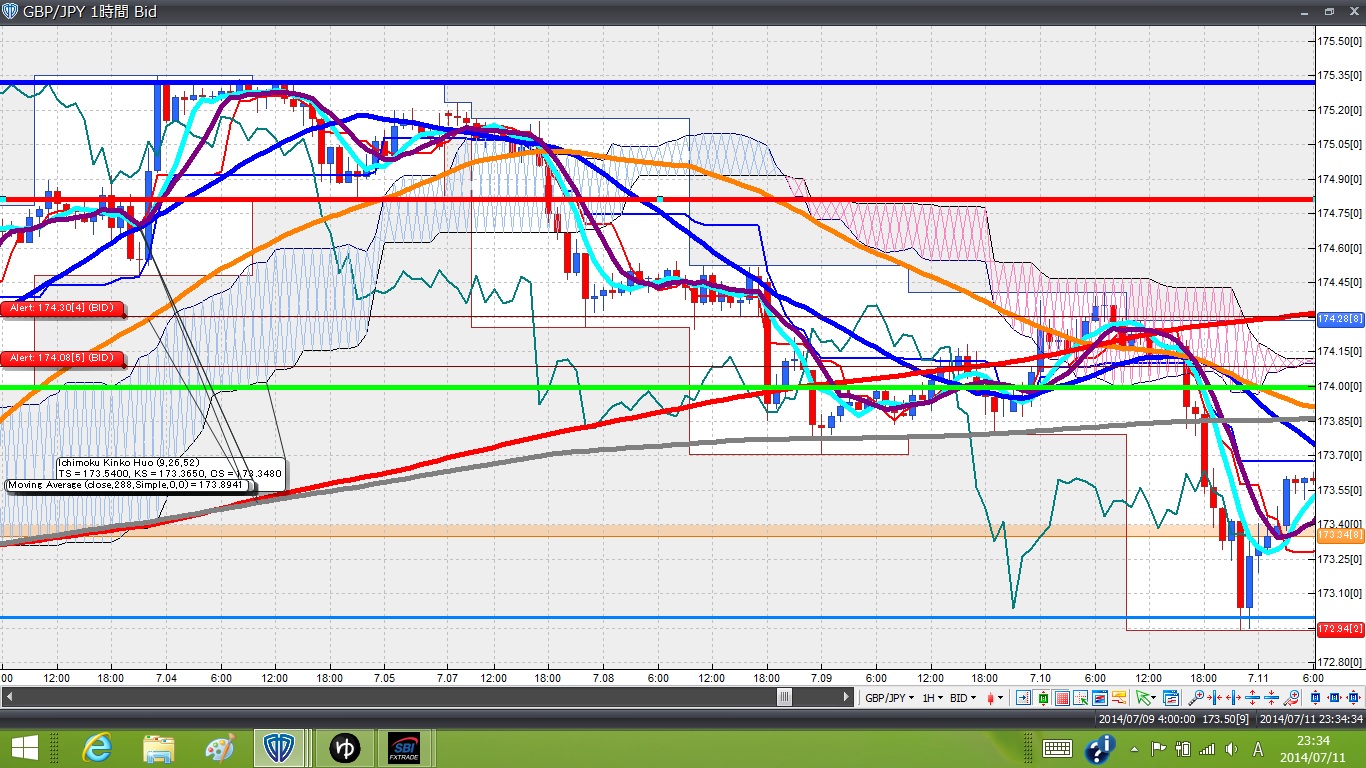 GBP/JPY 1時間 Bid
175.50[0]
175.35[0]
175.20[0]
175.05[0]
174.90[0]
174.75[0]
174.60[0]
174.45[0]
Alert: 174.30[4] (BID)
174.28[8]
174.15[0]
Alert: 174.08[5] (BID)
174.00[0]
173.85[0]
173.70[0]
Ichimoku Kinko Huo (9,26,52)
TS = 173.5400, KS = 173.3650, CS = 173.3480
Moving Average (close,288,Simple,0,0) = 173.8941
173.55[0]
173.40[0]
173.34[8]
173.25[0]
173.10[0]
172.94[2]
172.80[0]
:00 12:00 18:00 7.04 6:00 12:00 18:00 7.05 7.07 12:00 18:00 7.08 6:00 12:00 18:00 7.09 6:00 12:00 18:00 7.10 6:00 12:00 18:00 7.11 6:00
GBP/JPY 1H BID
2014/07/09 4:00:00 173.50[9] 2014/07/11 23:34:34
ゆ
SBI
FXTRADE
A
23:34
2014/07/11